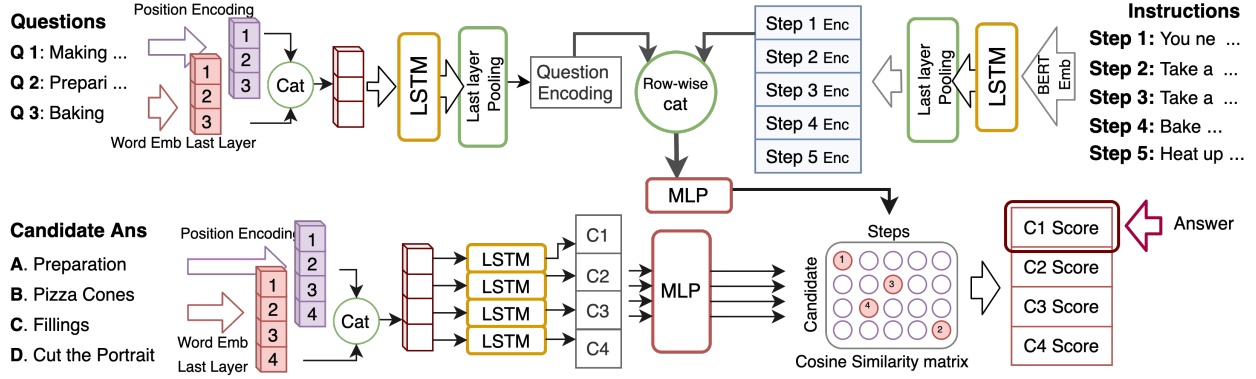 Questions
Q 1: Making ...
Q 2: Prepari ...
Q 3: Baking
Position Encoding
1
2
3
1
2
3
Word Emb Last Layer
Cat
LSTM
Last layer
Pooling
Question
Encoding
Row-wise
cat
Step 1 Enc
Step 2 Enc
Step 3 Enc
Step 4 Enc
Step 5 Enc
Last layer
Pooling
LSTM
BERT
Emb
Instructions
Step 1: You ne ...
Step 2: Take a ...
Step 3: Take a ...
Step 4: Bake ...
Step 5: Heat up ...
MLP
Candidate Ans
A. Preparation
B. Pizza Cones
C. Fillings
D. Cut the Portrait
Position Encoding
1
2
3
4
1
2
3
4
Word Emb
Last Layer
Cat
LSTM
LSTM
LSTM
LSTM
C1
C2
C3
C4
MLP
Steps
Candidate
1
3
4
2
Cosine Similarity matrix
C1 Score
C2 Score
C3 Score
C4 Score
Answer